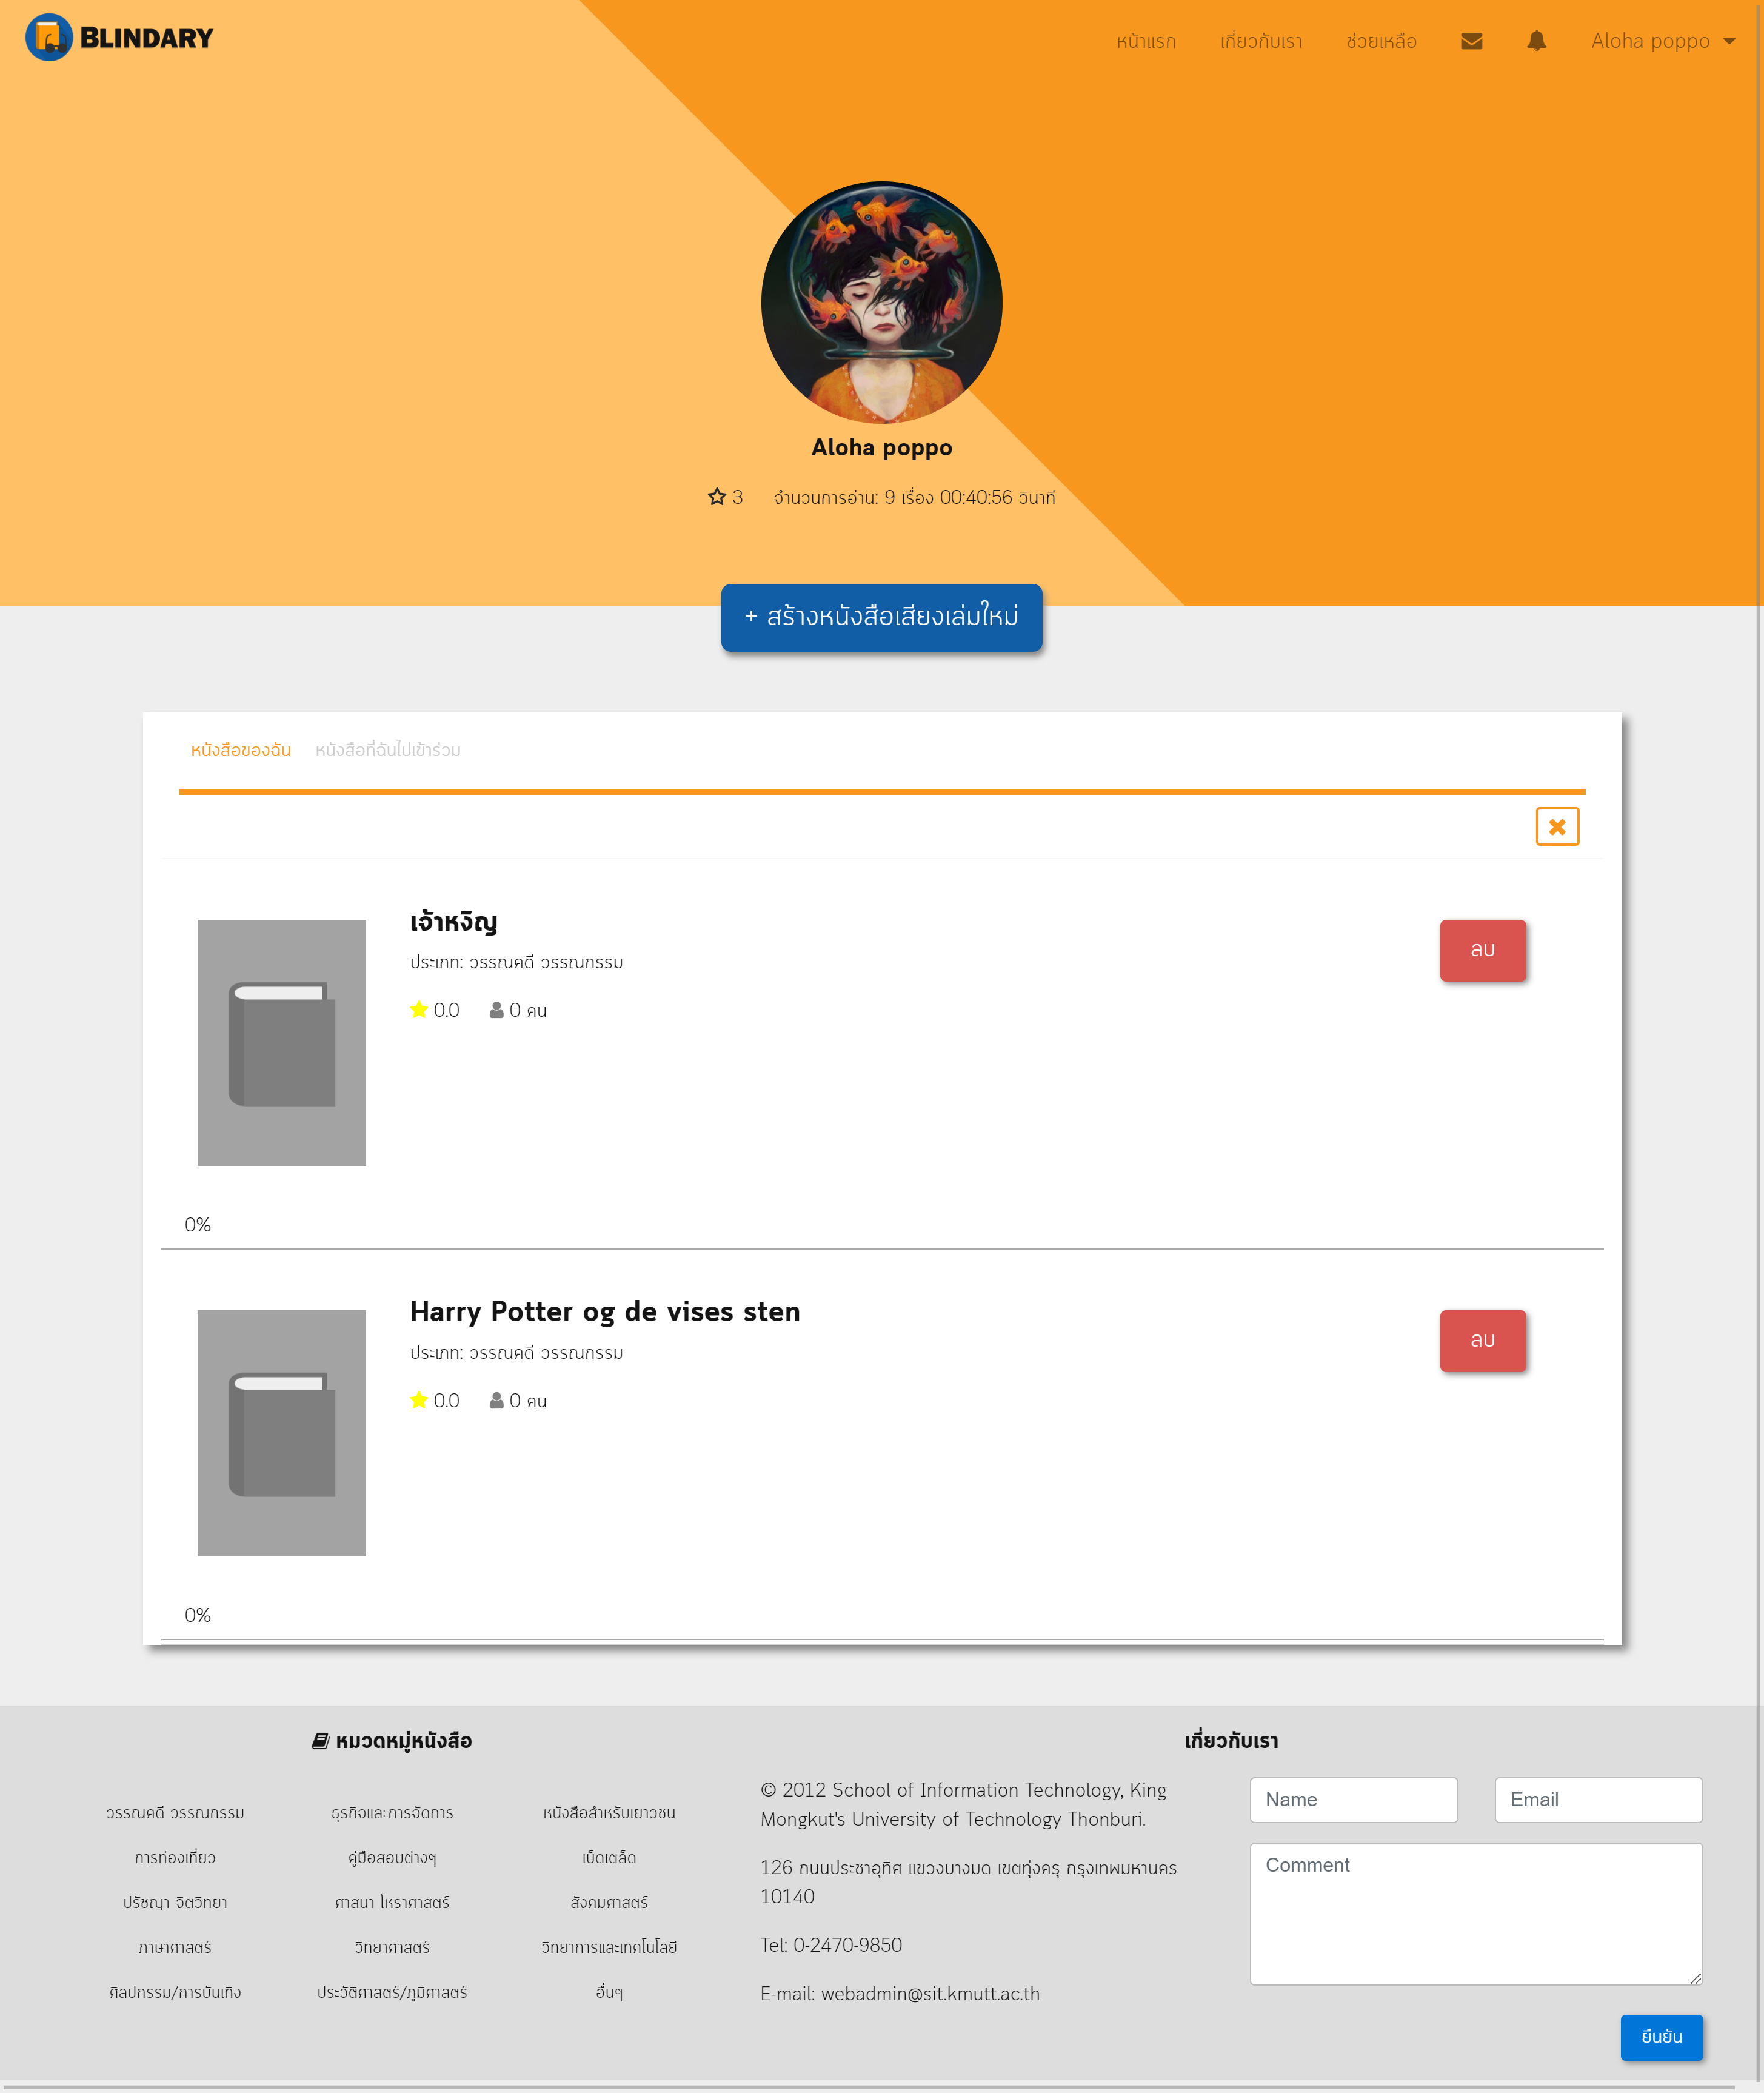 BLINDARY
หน้าแรก
เกี่ยวกับเรา
ช่วยเหลือ
Aloha poppo
Aloha poppo
3 จำนวนการอ่าน: 9 เรื่อง 00:40:56 วินาที
+ สร้างหนังสือเสียงเล่มใหม่
หนังสือของฉัน หนังสือที่ฉันไปเข้าร่วม
เจ้าหงิญ
ลบ
ประเภท: วรรณคดี วรรณกรรม
0.0 0 คน
0%
Harry Potter og de vises sten
ลบ
ประเภท: วรรณคดี วรรณกรรม
0.0 0 คน
0%
หมวดหมู่หนังสือ
วรรณคดี วรรณกรรม ธุรกิจและการจัดการ หนังสือสำหรับเยาวชน
การท่องเที่ยว คู่มือสอบต่างๆ เบ็ดเตล็ด
ปรัชญา จิตวิทยา ศาสนา โหราศาสตร์ สังคมศาสตร์
ภาษาศาสตร์ วิทยาศาสตร์ วิทยาการและเทคโนโลยี
ศิลปกรรม/การบันเทิง ประวัติศาสตร์/ภูมิศาสตร์ อื่นๆ
เกี่ยวกับเรา
© 2012 School of Information Technology, King
Mongkut's University of Technology Thonburi.
126 ถนนประชาอุทิศ แขวงบางมด เขตทุ่งครุ กรุงเทพมหานคร
10140
Tel: 0-2470-9850
E-mail: webadmin@sit.kmutt.ac.th
Name
Email
Comment
ยืนยัน